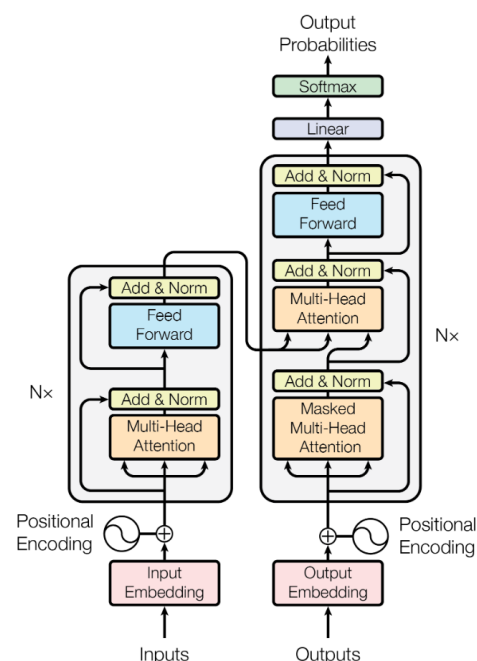 Output
Probabilities
Softmax
Linear
Add & Norm
Feed
Forward
Add & Norm
Multi-Head
Attention
Add & Norm
Masked
Multi-Head
Attention
N×
Add & Norm
Feed
Forward
Add & Norm
Multi-Head
Attention
N×
Positional
Encoding
Positional
Encoding
Input
Embedding
Output
Embedding
Inputs
Outputs